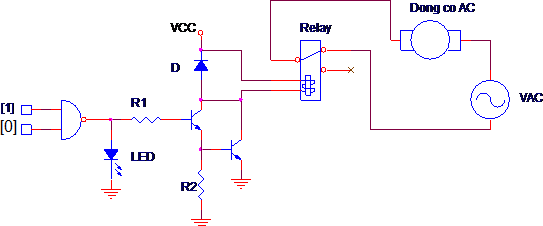 Dong co AC
VCC
Relay
D
VAC
[1]
R1
[0]
LED
R2